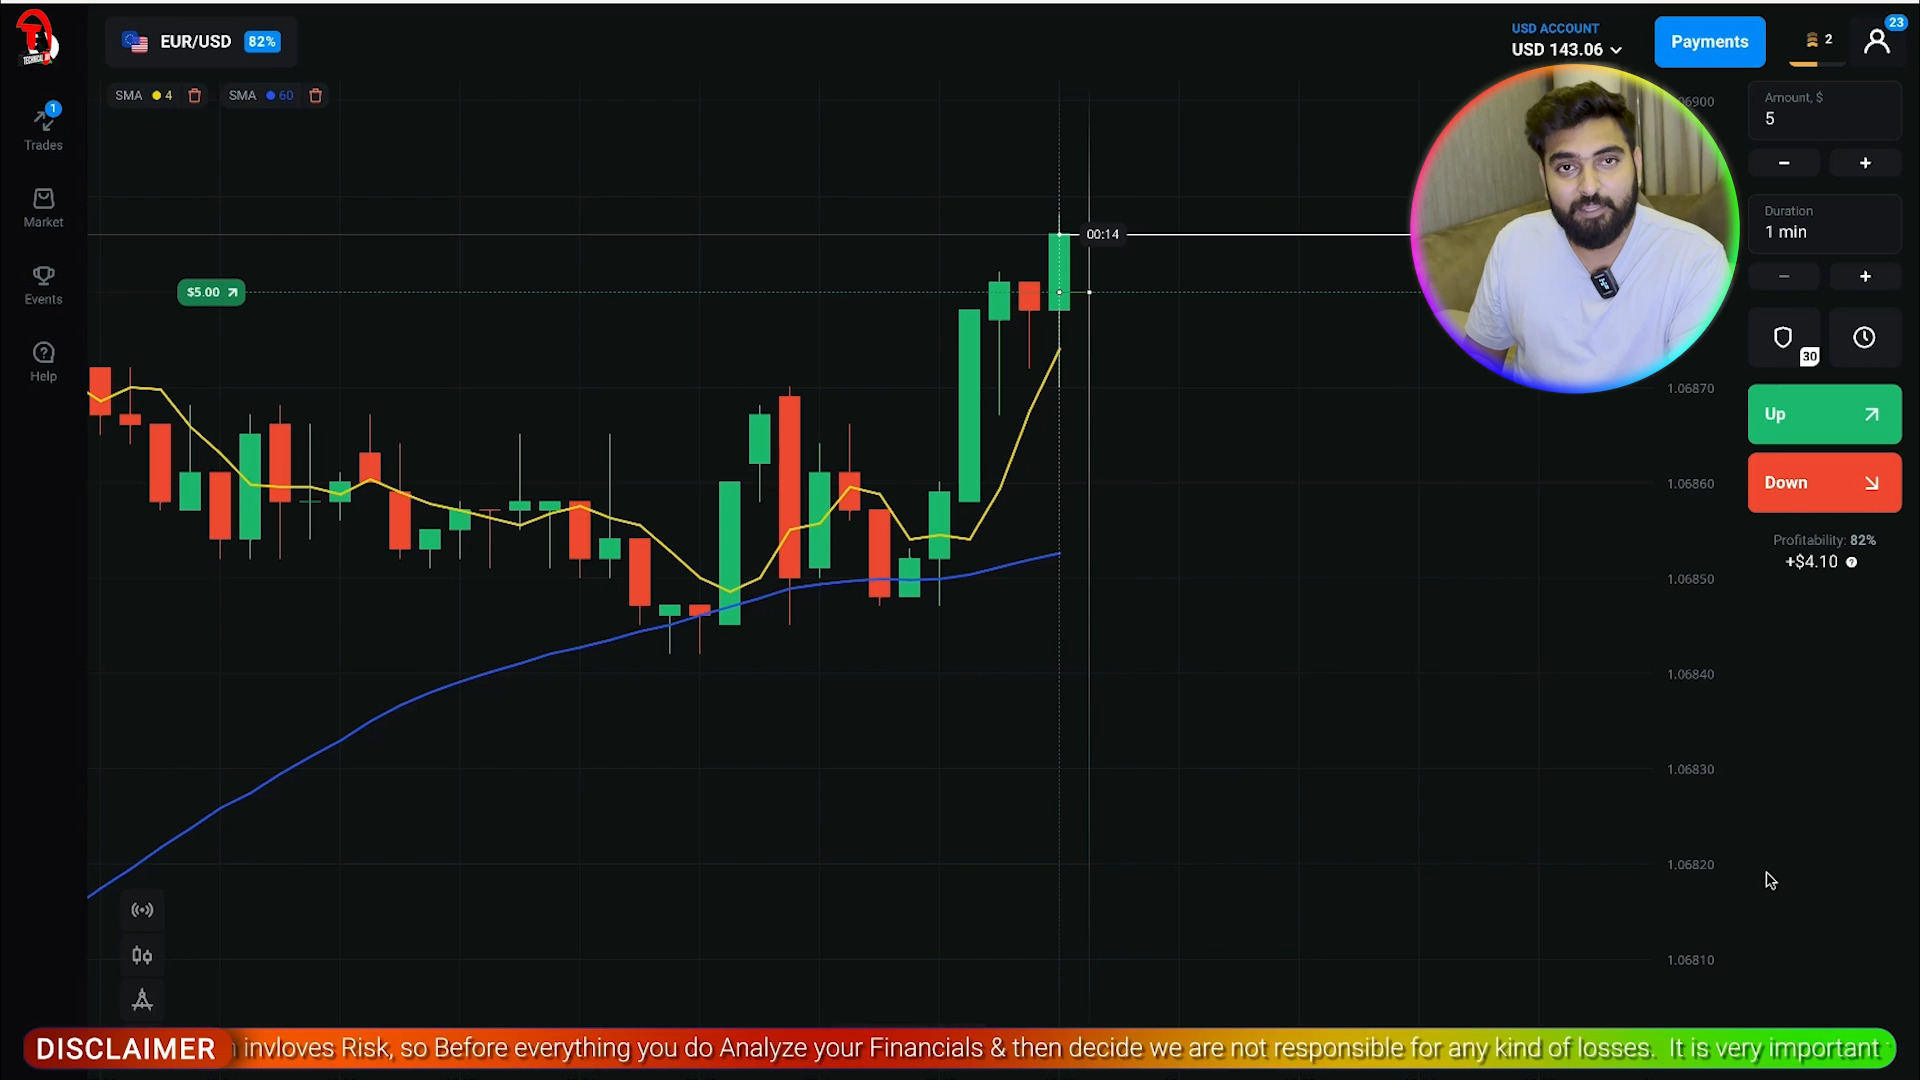 TECHNICAL
EUR/USD 82%
USD ACCOUNT
USD 143.06
Payments
2
23
SMA 4 SMA 60
1
Trades
Market
Events
Help
$5.00
00:14
Amount, $
5
Duration
1 min
30
Up
Down
Profitability: 82%
+$4.10
1.06870
1.06860
1.06850
1.06840
1.06830
1.06820
1.06810
DISCLAIMER invloves Risk, so Before everything you do Analyze your Financials & then decide we are not responsible for any kind of losses. It is very important